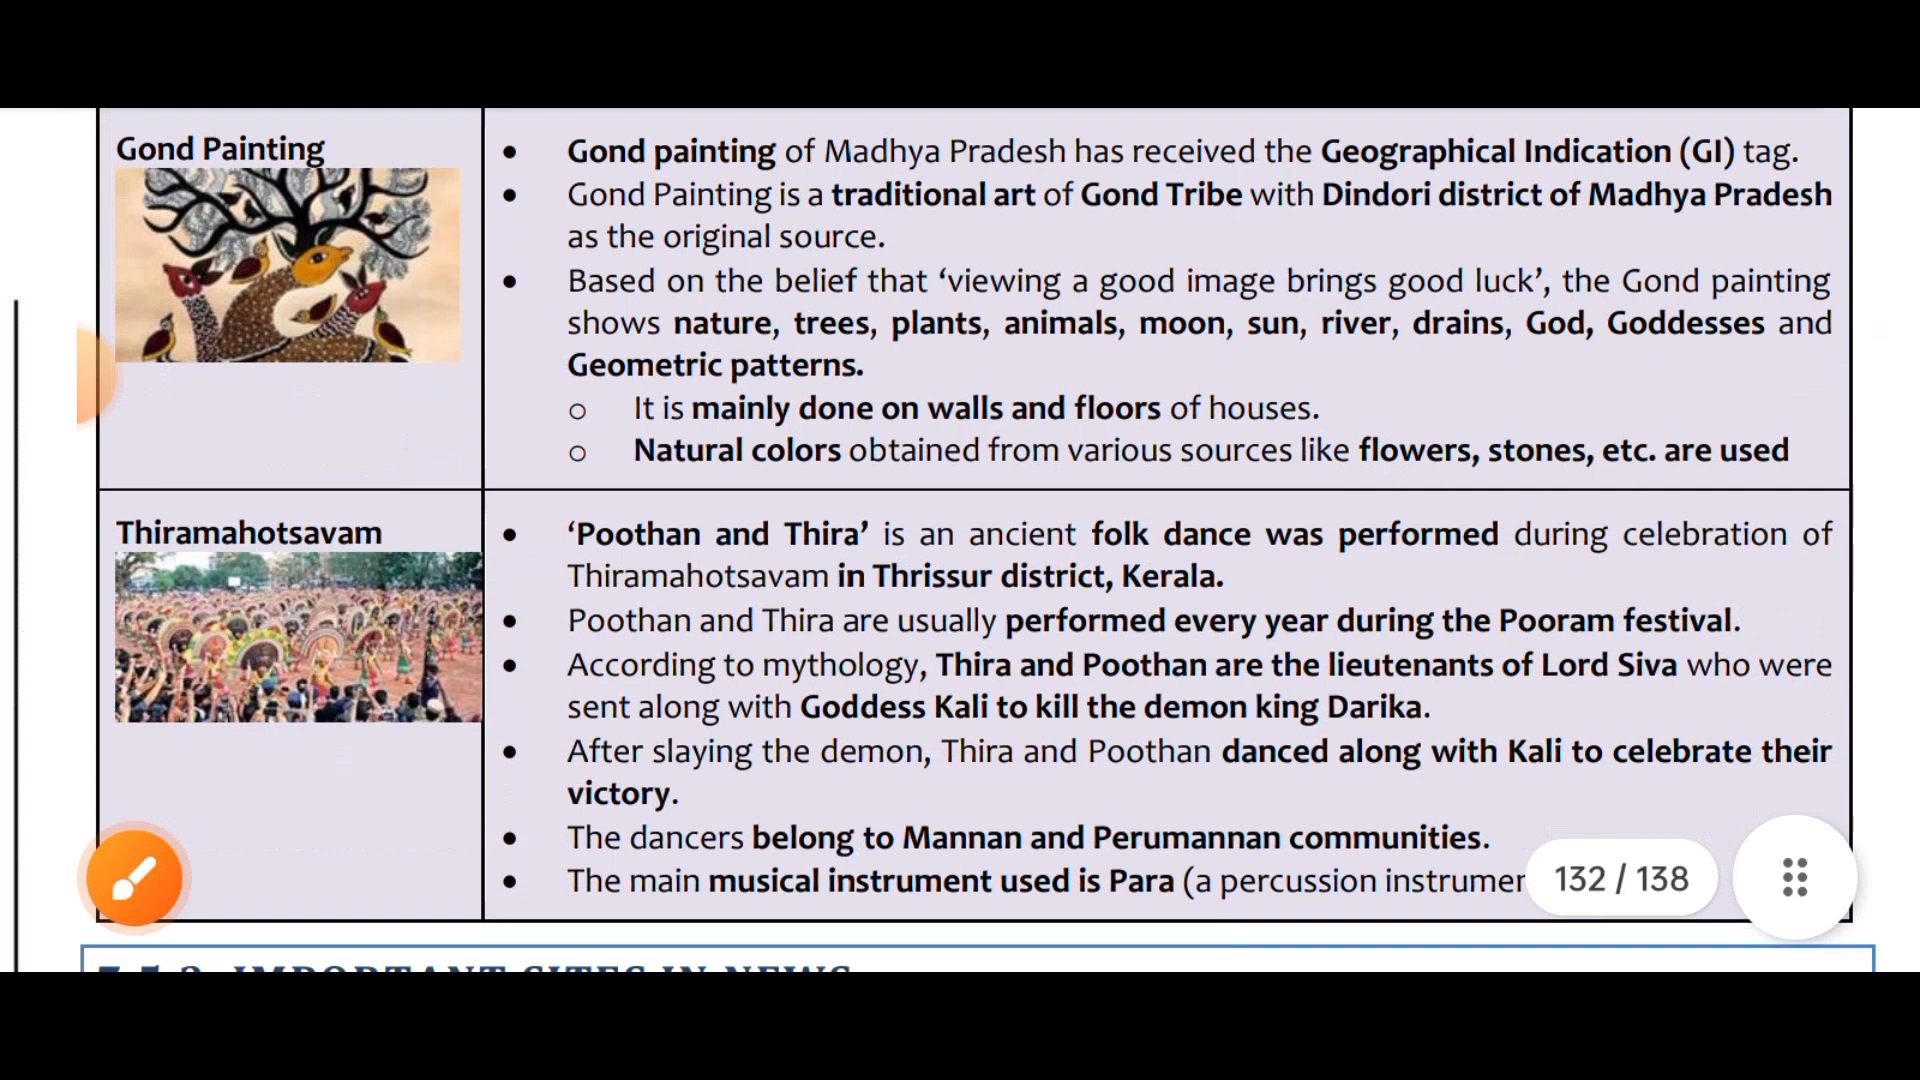 Gond Painting
• Gond painting of Madhya Pradesh has received the Geographical Indication (GI) tag.
• Gond Painting is a traditional art of Gond Tribe with Dindori district of Madhya Pradesh
as the original source.
• Based on the belief that ‘viewing a good image brings good luck’, the Gond painting
shows nature, trees, plants, animals, moon, sun, river, drains, God, Goddesses and
Geometric patterns.
o It is mainly done on walls and floors of houses.
o Natural colors obtained from various sources like flowers, stones, etc. are used
Thiramahotsavam
• ‘Poothan and Thira’ is an ancient folk dance was performed during celebration of
Thiramahotsavam in Thrissur district, Kerala.
• Poothan and Thira are usually performed every year during the Pooram festival.
• According to mythology, Thira and Poothan are the lieutenants of Lord Siva who were
sent along with Goddess Kali to kill the demon king Darika.
• After slaying the demon, Thira and Poothan danced along with Kali to celebrate their
victory.
• The dancers belong to Mannan and Perumannan communities.
• The main musical instrument used is Para (a percussion instrumen
132 / 138
IMPORTANT SITES IN NEWS